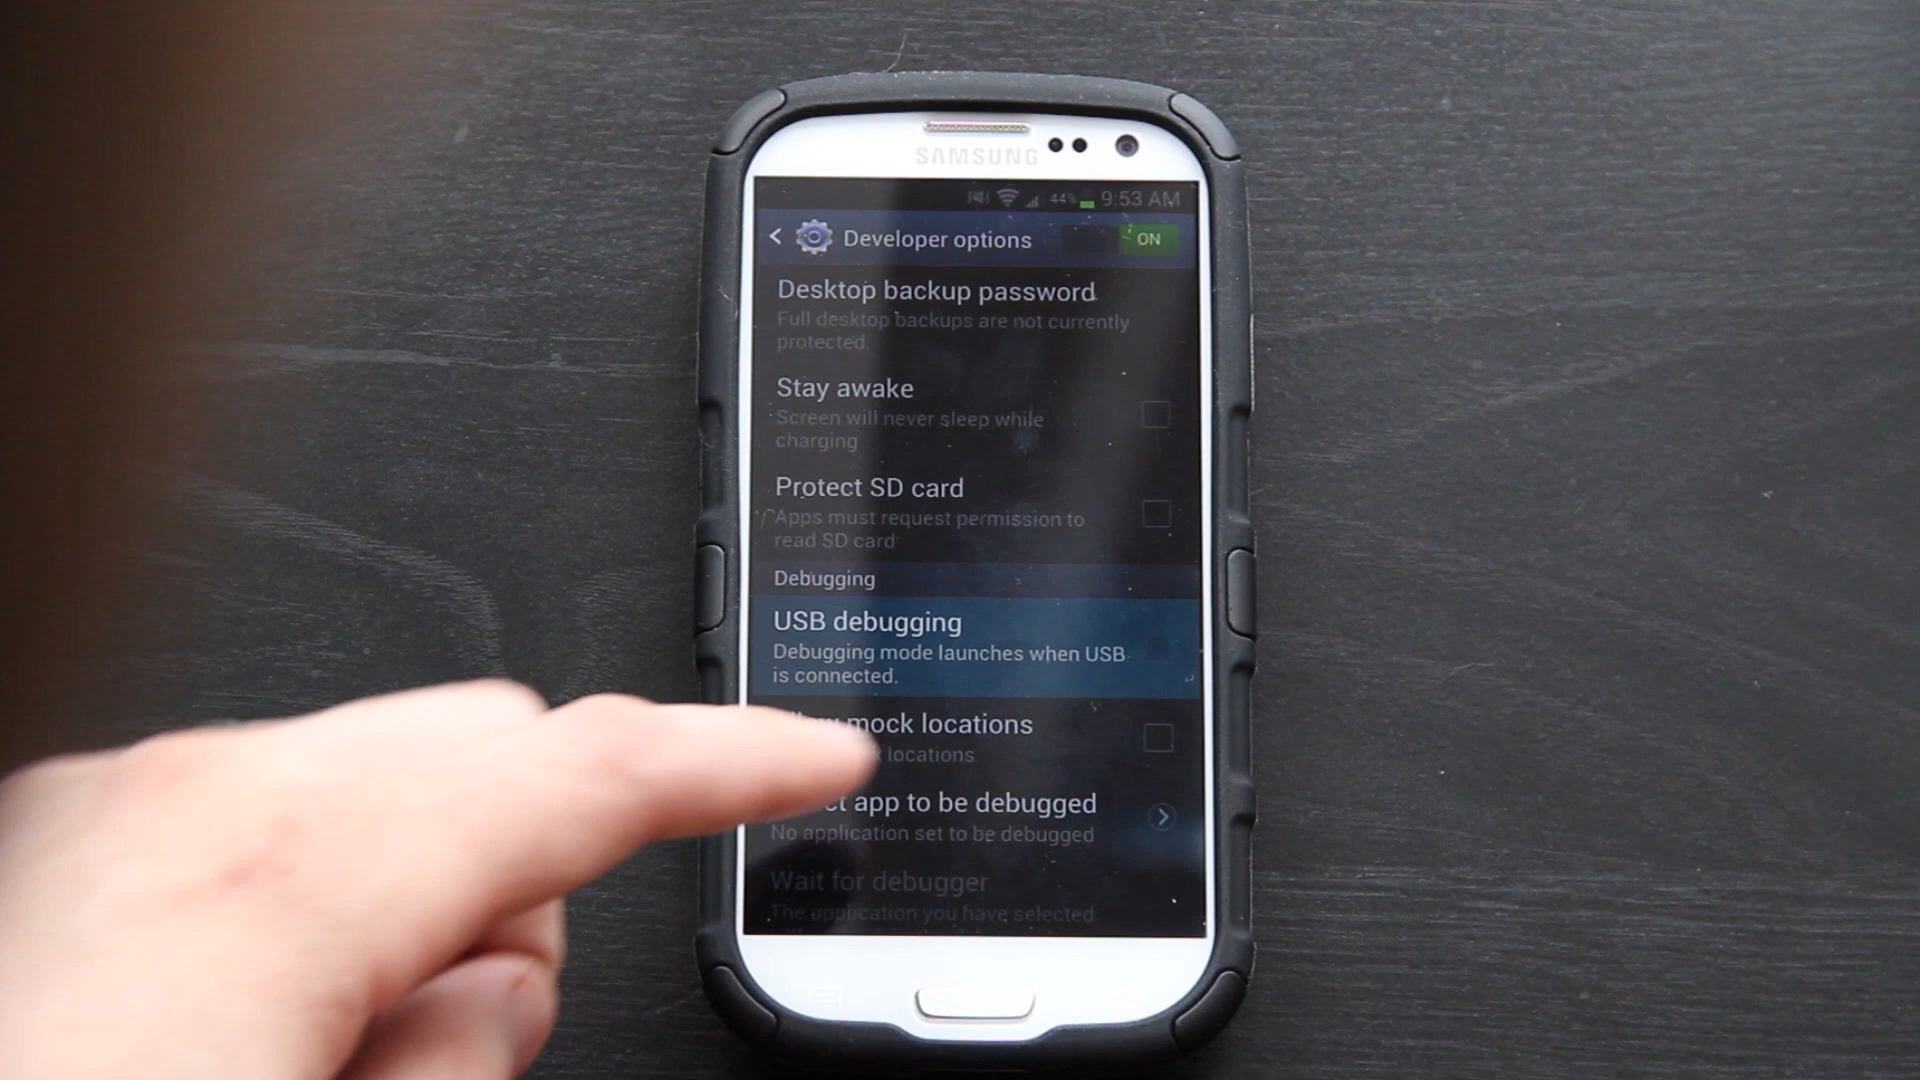 SAMSUNG
44% 9:53 AM
Developer options ON
Desktop backup password
Full desktop backups are not currently
protected.
Stay awake
Screen will never sleep while
charging
Protect SD card
Apps must request permission to
read SD card
Debugging
USB debugging
Debugging mode launches when USB
is connected.
mock locations
locations
app to be debugged
No application set to be debugged
Wait for debugger
The application you have selected